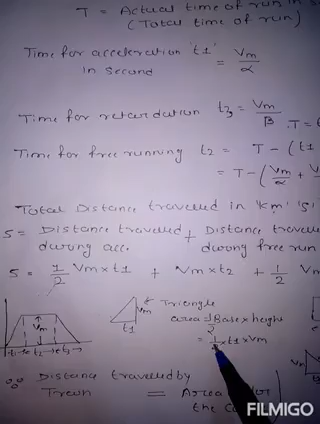 T = Actual time of run in s
(Total time of run)
Time for acceleration 't1' = Vm/α
in second
Time for retardation t3 = Vm/β . T =
Time for free running t2 = T - (t1
= T - (Vm/α + V
Total Distance travelled in 'km' 'S'
S = Distance travelled + Distance trave
during acc. during free run
S = 1/2 Vm × t1 + Vm × t2 + 1/2 Vm
Vm Triangle
t1 area = 1/2 Base × height
= 1/2 × t1 × Vm
Vm
t1 t2 t3
∴ Distance travelled by
Train = Area
the
FILMIGO